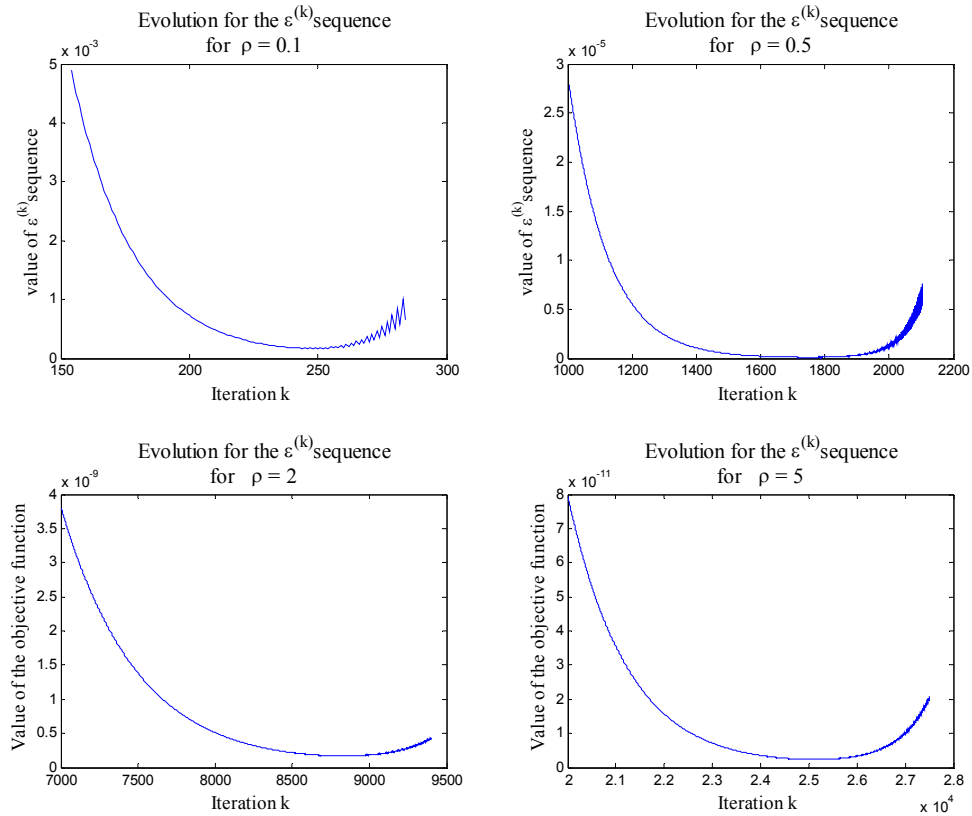 Evolution for the ε^(k) sequence
for ρ = 0.1
x 10^-3
5
4
3
2
1
0
150
200
250
300
value of ε^(k) sequence
Iteration k
Evolution for the ε^(k) sequence
for ρ = 0.5
x 10^-5
3
2.5
2
1.5
1
0.5
0
1000
1200
1400
1600
1800
2000
2200
value of ε^(k) sequence
Iteration k
Evolution for the ε^(k) sequence
for ρ = 2
x 10^-9
4
3.5
3
2.5
2
1.5
1
0.5
0
7000
7500
8000
8500
9000
9500
Value of the objective function
Iteration k
Evolution for the ε^(k) sequence
for ρ = 5
x 10^-11
8
7
6
5
4
3
2
1
0
2
2.1
2.2
2.3
2.4
2.5
2.6
2.7
2.8
x 10^4
Value of the objective function
Iteration k